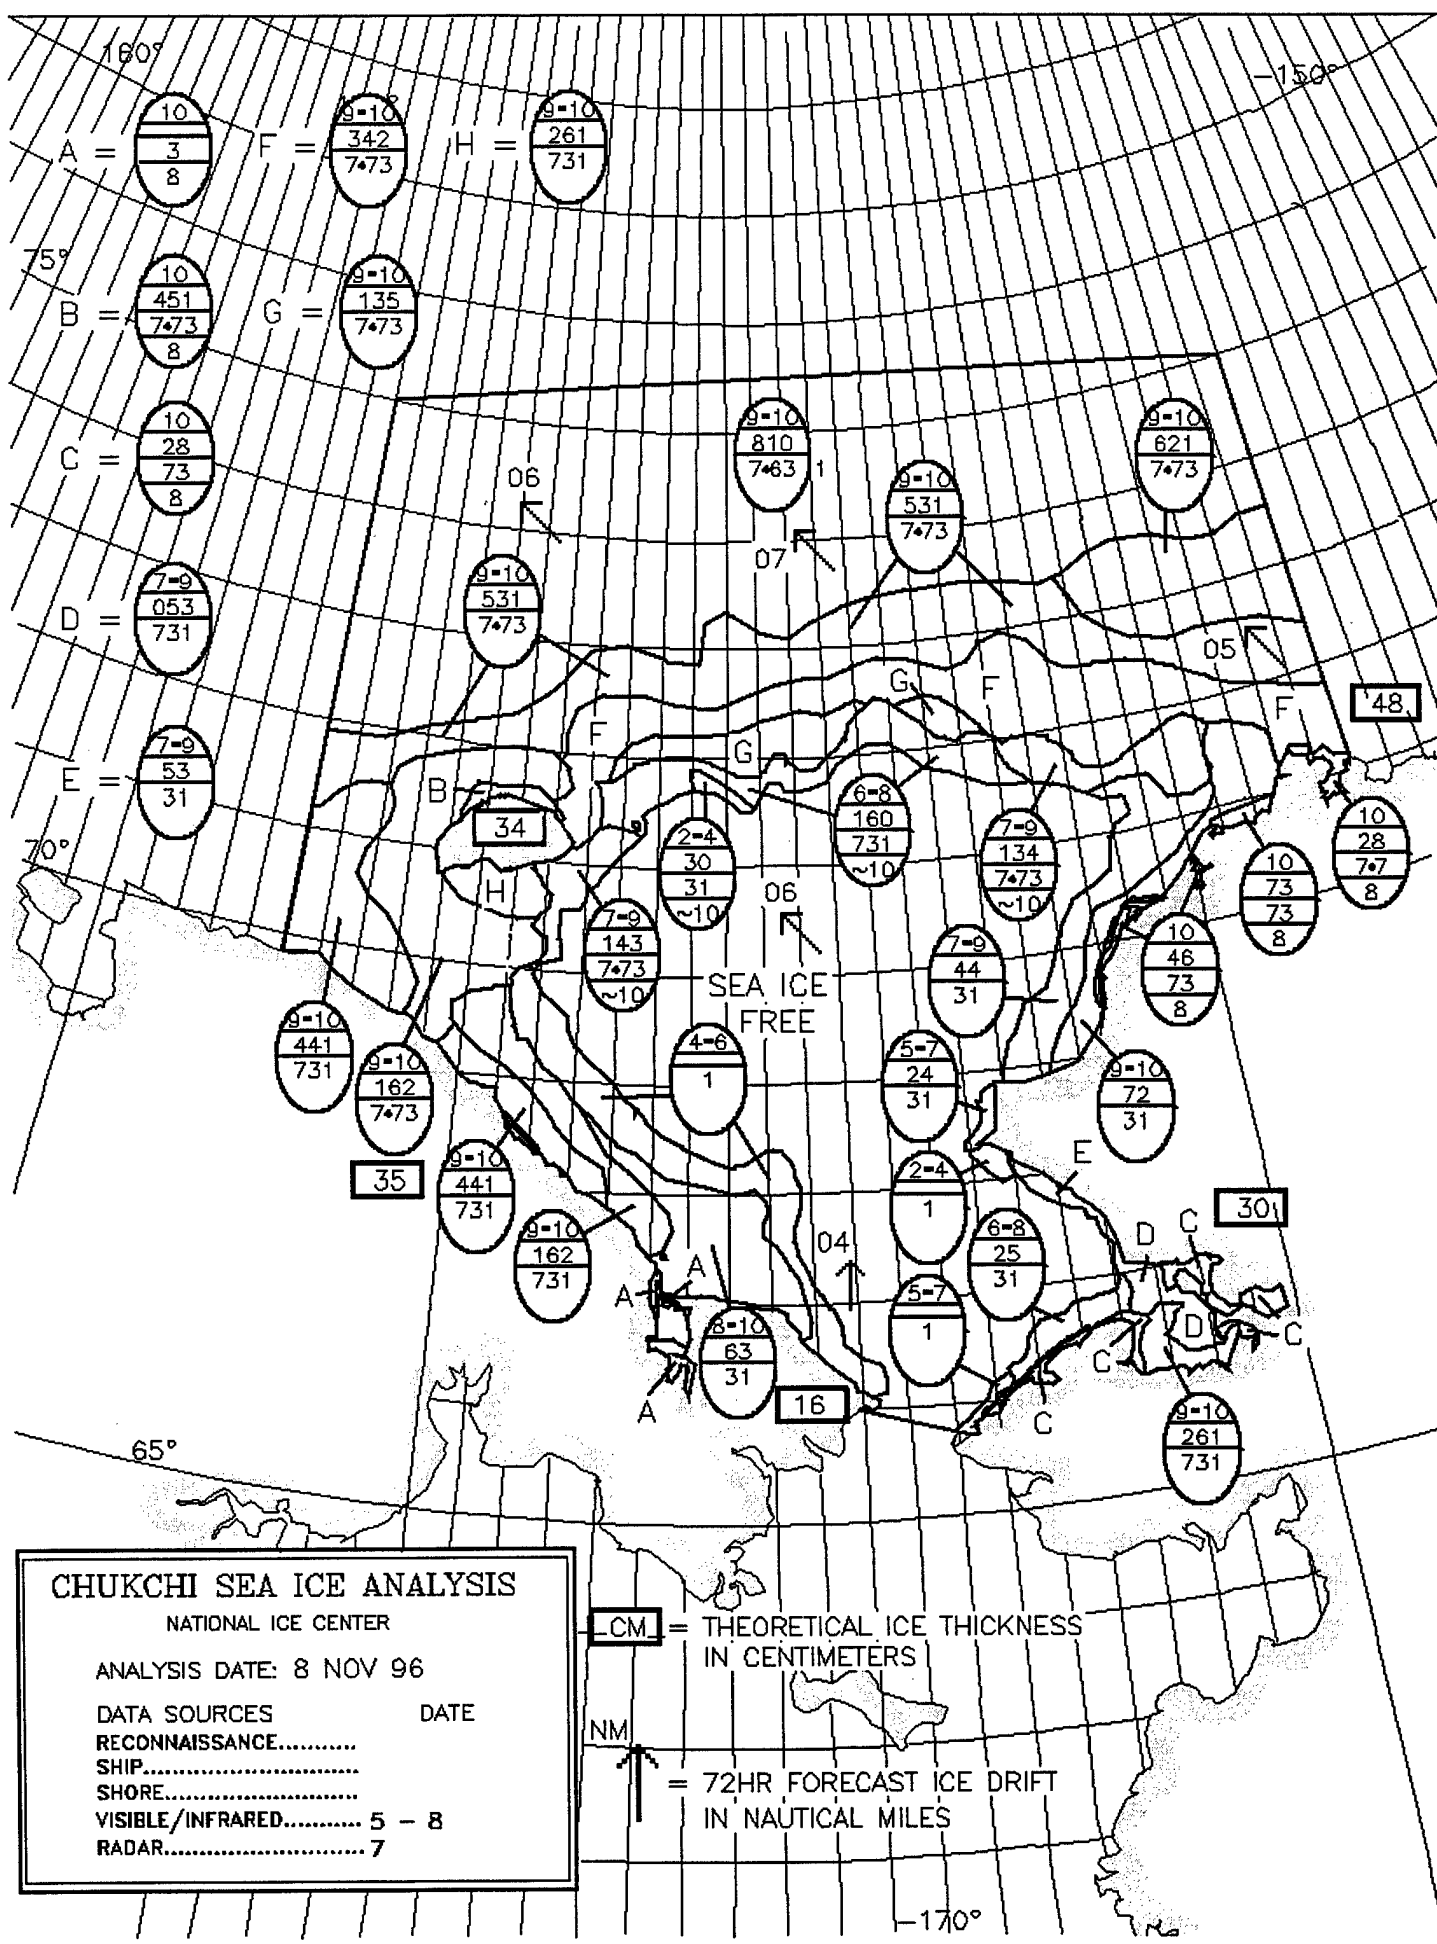 160°
-150°
A =
10
3
8
F =
9-10
342
7•73
H =
9-10
261
731
75°
B =
10
451
7•73
8
G =
9-10
135
7•73
C =
10
28
73
8
9-10
810
7•63
1
9-10
621
7•73
06
9-10
531
7•73
07
D =
7-9
053
731
9-10
531
7•73
05
48
G
F
F
F
G
E =
7-9
53
31
B
34
6-8
160
731
~10
2-4
30
31
~10
7-9
134
7•73
~10
10
28
7•7
8
10
73
73
8
70°
H
06
7-9
143
7•73
~10
7-9
44
31
10
46
73
8
SEA ICE
FREE
9-10
441
731
9-10
162
7•73
4-6
1
5-7
24
31
9-10
72
31
35
9-10
441
731
2-4
1
E
30
9-10
162
731
04
6-8
25
31
D
C
A
A
5-7
1
D
C
8-10
63
31
C
A
16
C
9-10
261
731
65°
CHUKCHI SEA ICE ANALYSIS
NATIONAL ICE CENTER
ANALYSIS DATE: 8 NOV 96
DATA SOURCES DATE
RECONNAISSANCE...........
SHIP..............................
SHORE...........................
VISIBLE/INFRARED........... 5 - 8
RADAR............................ 7
CM = THEORETICAL ICE THICKNESS
IN CENTIMETERS
NM
= 72HR FORECAST ICE DRIFT
IN NAUTICAL MILES
-170°